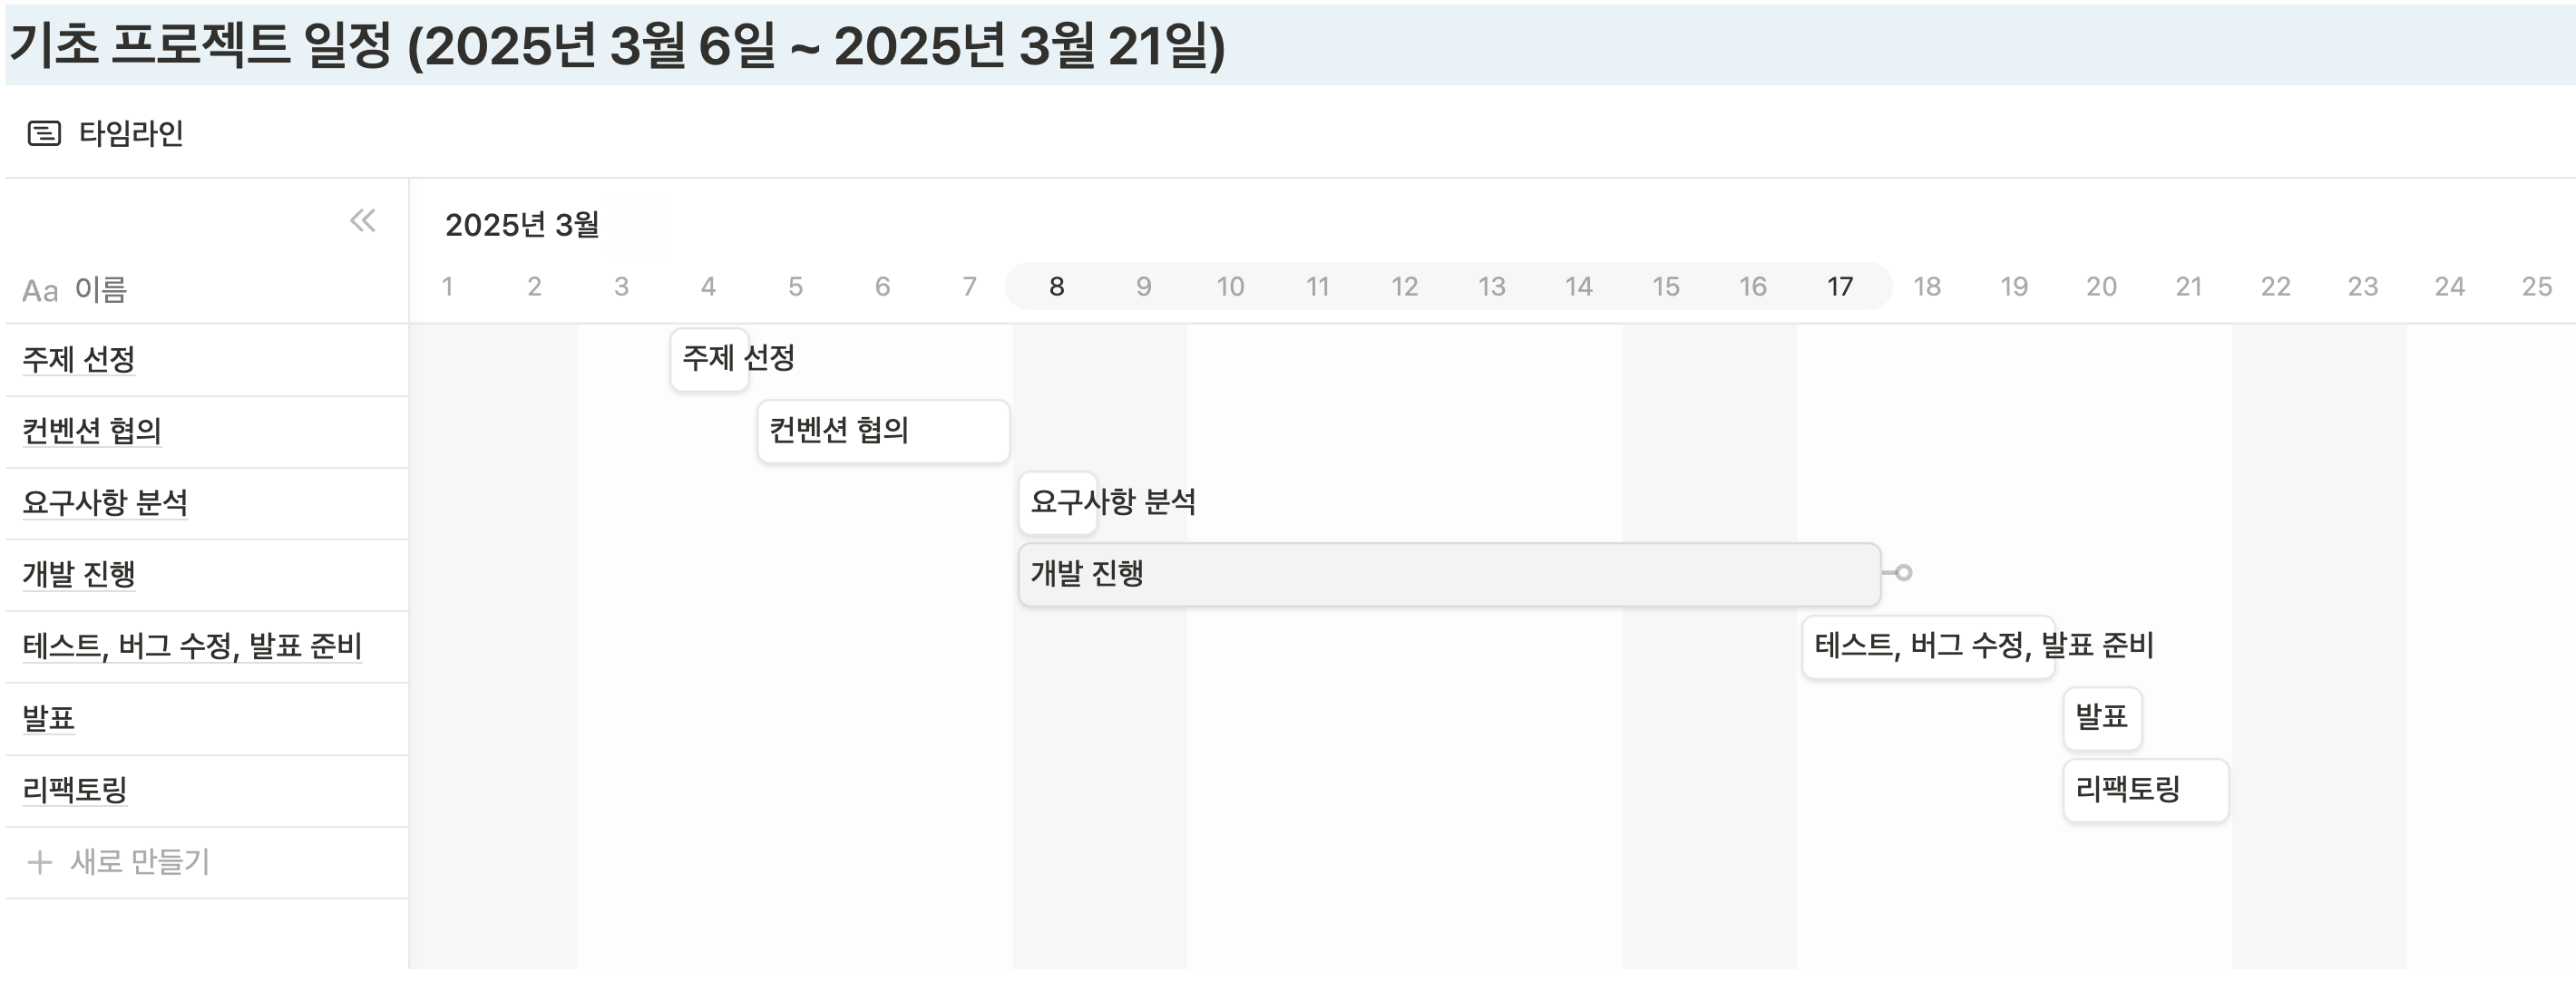 기초 프로젝트 일정 (2025년 3월 6일 ~ 2025년 3월 21일)
타임라인
2025년 3월
Aa 이름
1 2 3 4 5 6 7 8 9 10 11 12 13 14 15 16 17 18 19 20 21 22 23 24 25
주제 선정 주제 선정
컨벤션 협의 컨벤션 협의
요구사항 분석 요구사항 분석
개발 진행 개발 진행
테스트, 버그 수정, 발표 준비 테스트, 버그 수정, 발표 준비
발표 발표
리팩토링 리팩토링
+ 새로 만들기